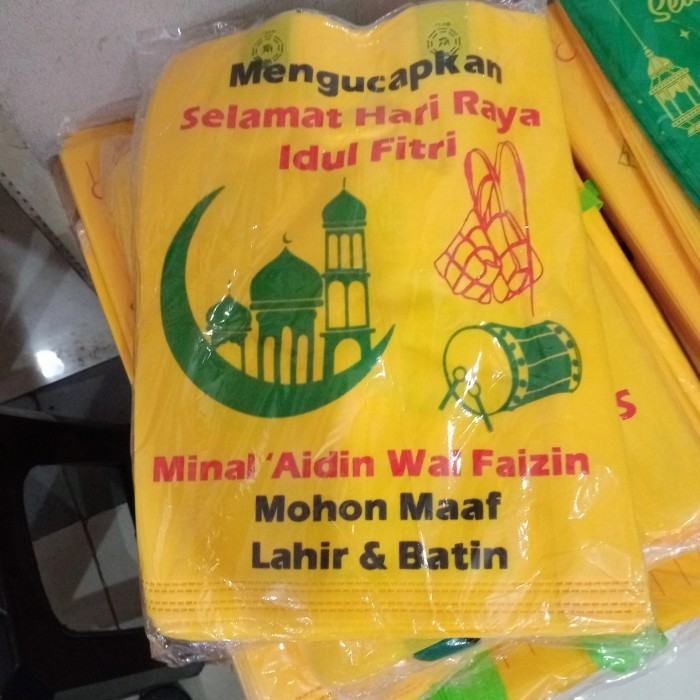 Mengucapkan
Selamat Hari Raya
Idul Fitri
Minal 'Aidin Wal Faizin
Mohon Maaf
Lahir & Batin